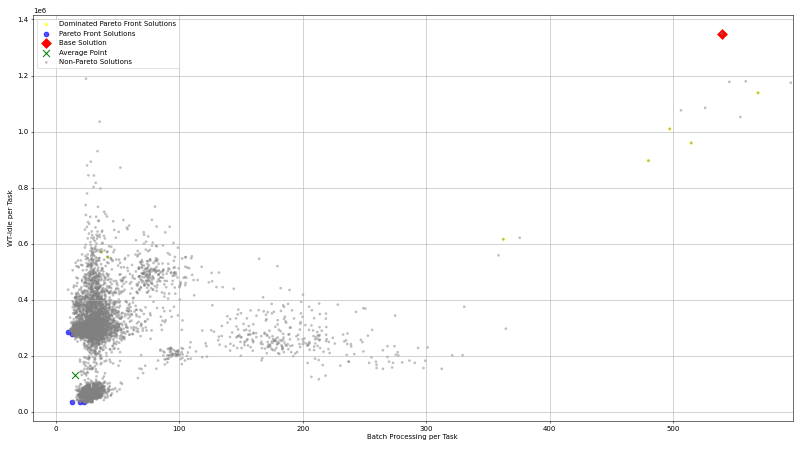 1e6
1.4
1.2
1.0
0.8
0.6
0.4
0.2
0.0
WT-Idle per Task
Dominated Pareto Front Solutions
Pareto Front Solutions
Base Solution
Average Point
Non-Pareto Solutions
0 100 200 300 400 500
Batch Processing per Task